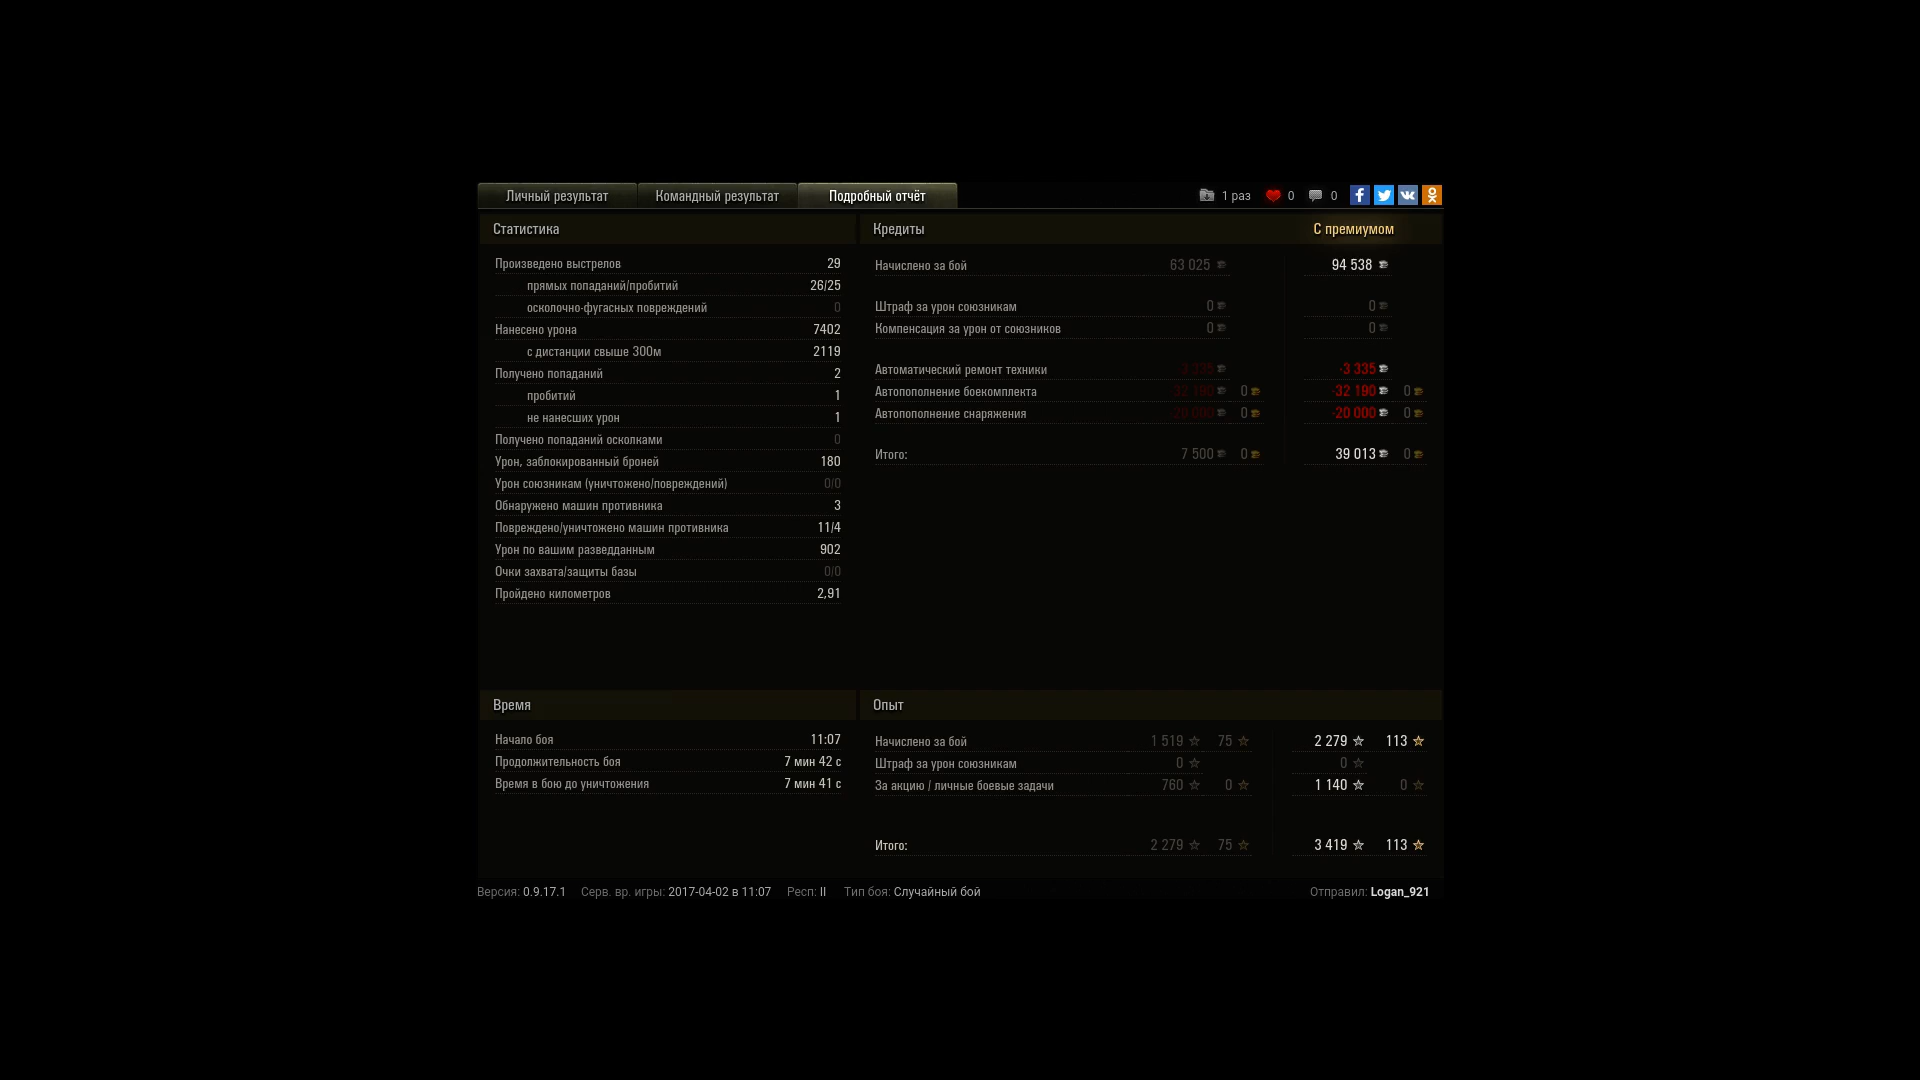 Личный результат Командный результат Подробный отчёт 1 раз 0 0
Статистика
Произведено выстрелов 29
прямых попаданий/пробитий 26/25
осколочно-фугасных повреждений 0
Нанесено урона 7402
с дистанции свыше 300м 2119
Получено попаданий 2
пробитий 1
не нанесших урон 1
Получено попаданий осколками 0
Урон, заблокированный броней 180
Урон союзникам (уничтожено/повреждений) 0/0
Обнаружено машин противника 3
Повреждено/уничтожено машин противника 11/4
Урон по вашим разведданным 902
Очки захвата/защиты базы 0/0
Пройдено километров 2,91
Кредиты С премиумом
Начислено за бой 63 025 94 538
Штраф за урон союзникам 0 0
Компенсация за урон от союзников 0 0
Автоматический ремонт техники -3 335 -3 335
Автопополнение боекомплекта -32 190 0 -32 190 0
Автопополнение снаряжения -20 000 0 -20 000 0
Итого: 7 500 0 39 013 0
Время
Начало боя 11:07
Продолжительность боя 7 мин 42 с
Время в бою до уничтожения 7 мин 41 с
Опыт
Начислено за бой 1 519 75 2 279 113
Штраф за урон союзникам 0 0
За акцию / личные боевые задачи 760 0 1 140 0
Итого: 2 279 75 3 419 113
Версия: 0.9.17.1 Серв. вр. игры: 2017-04-02 в 11:07 Респ: II Тип боя: Случайный бой Отправил: Logan_921